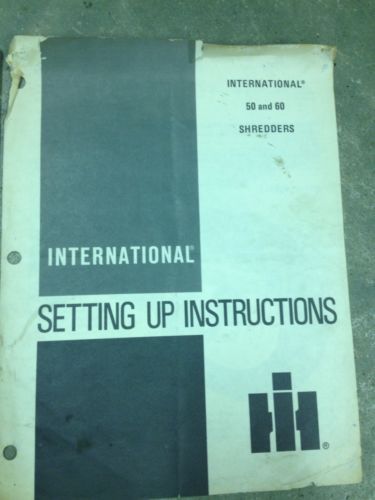 INTERNATIONAL®
50 and 60
SHREDDERS
INTERNATIONAL®
SETTING UP INSTRUCTIONS
IH®